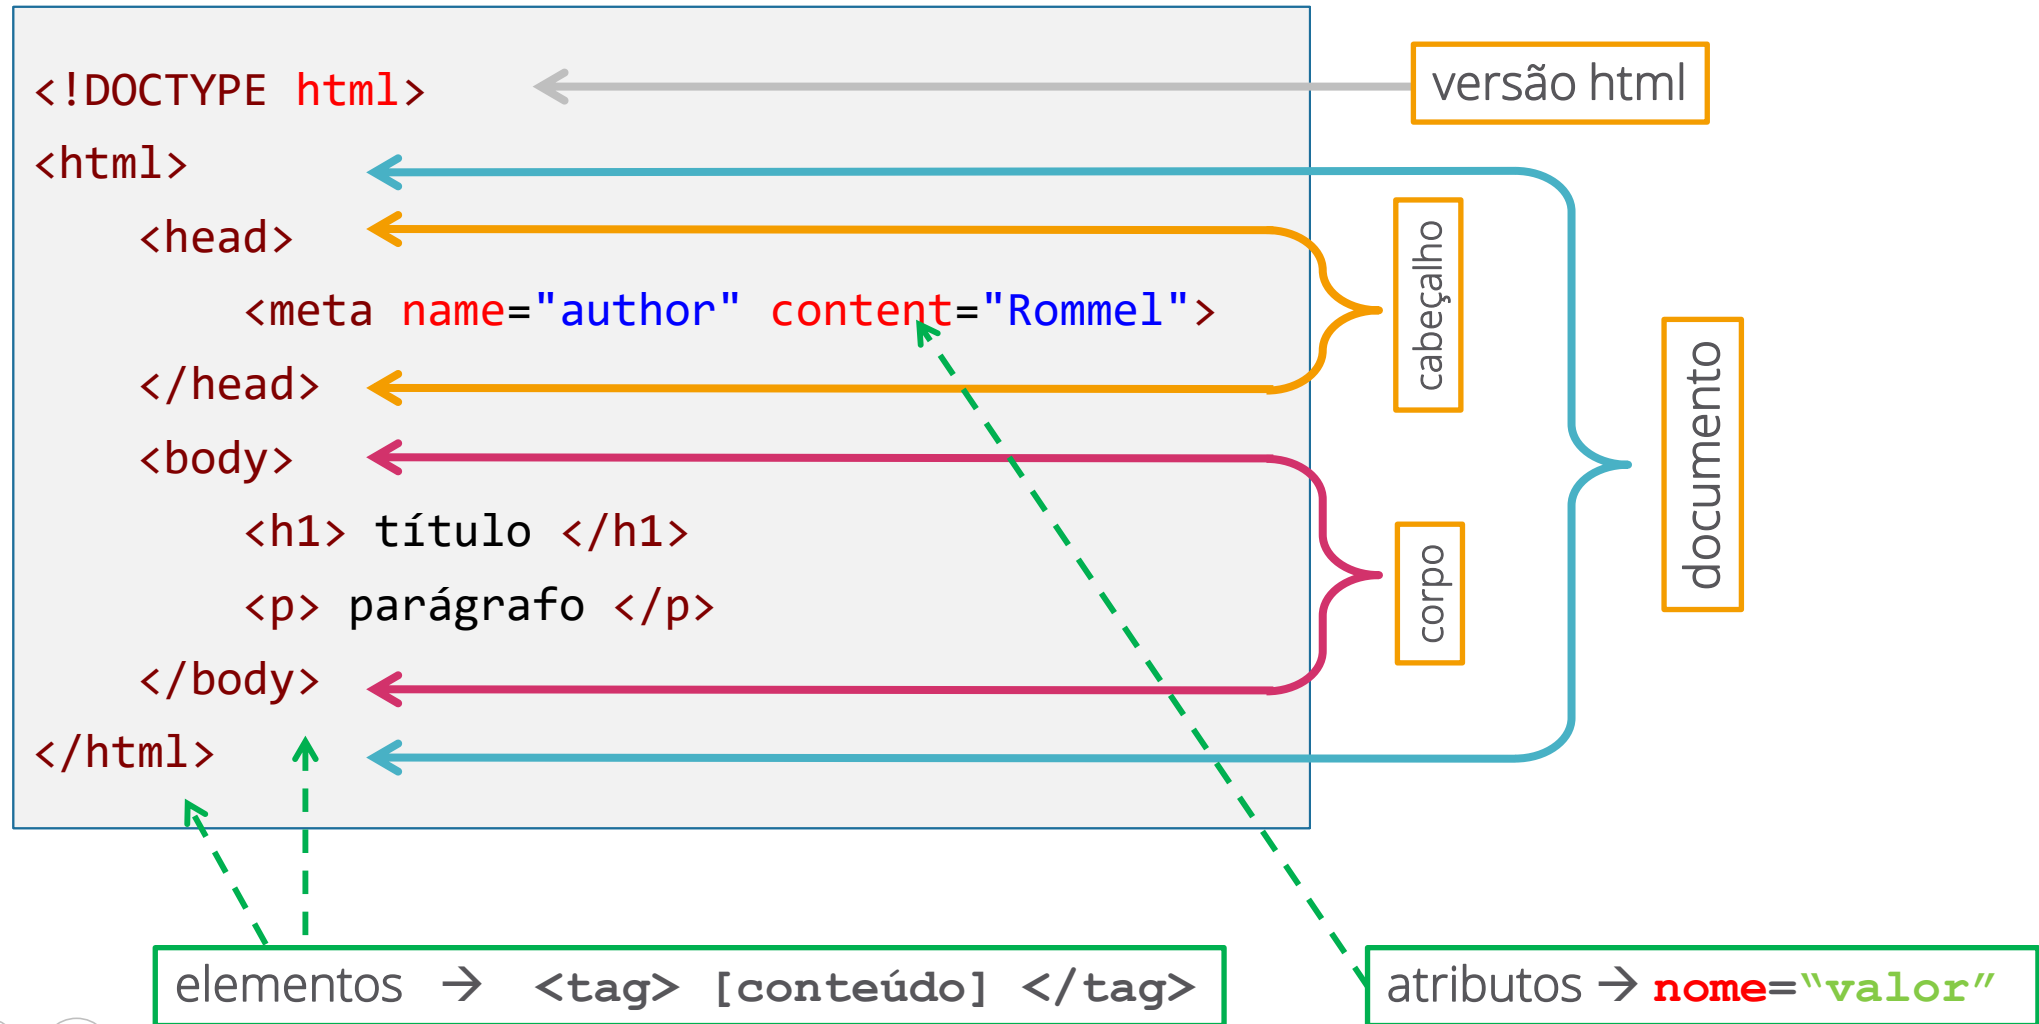 <!DOCTYPE html>
versão html
<html>
<head>
<meta name="author" content="Rommel">
cabeçalho
</head>
documento
<body>
<h1> título </h1>
corpo
<p> parágrafo </p>
</body>
</html>
elementos → <tag> [conteúdo] </tag>
atributos → nome=“valor”